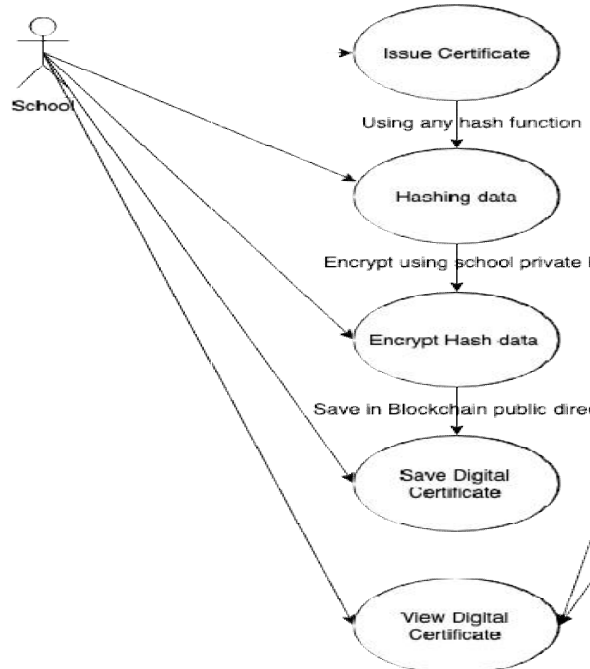 Issue Certificate
School
Using any hash function
Hashing data
Encrypt using school private
Encrypt Hash data
Save in Blockchain public direc
Save Digital
Certificate
View Digital
Certificate